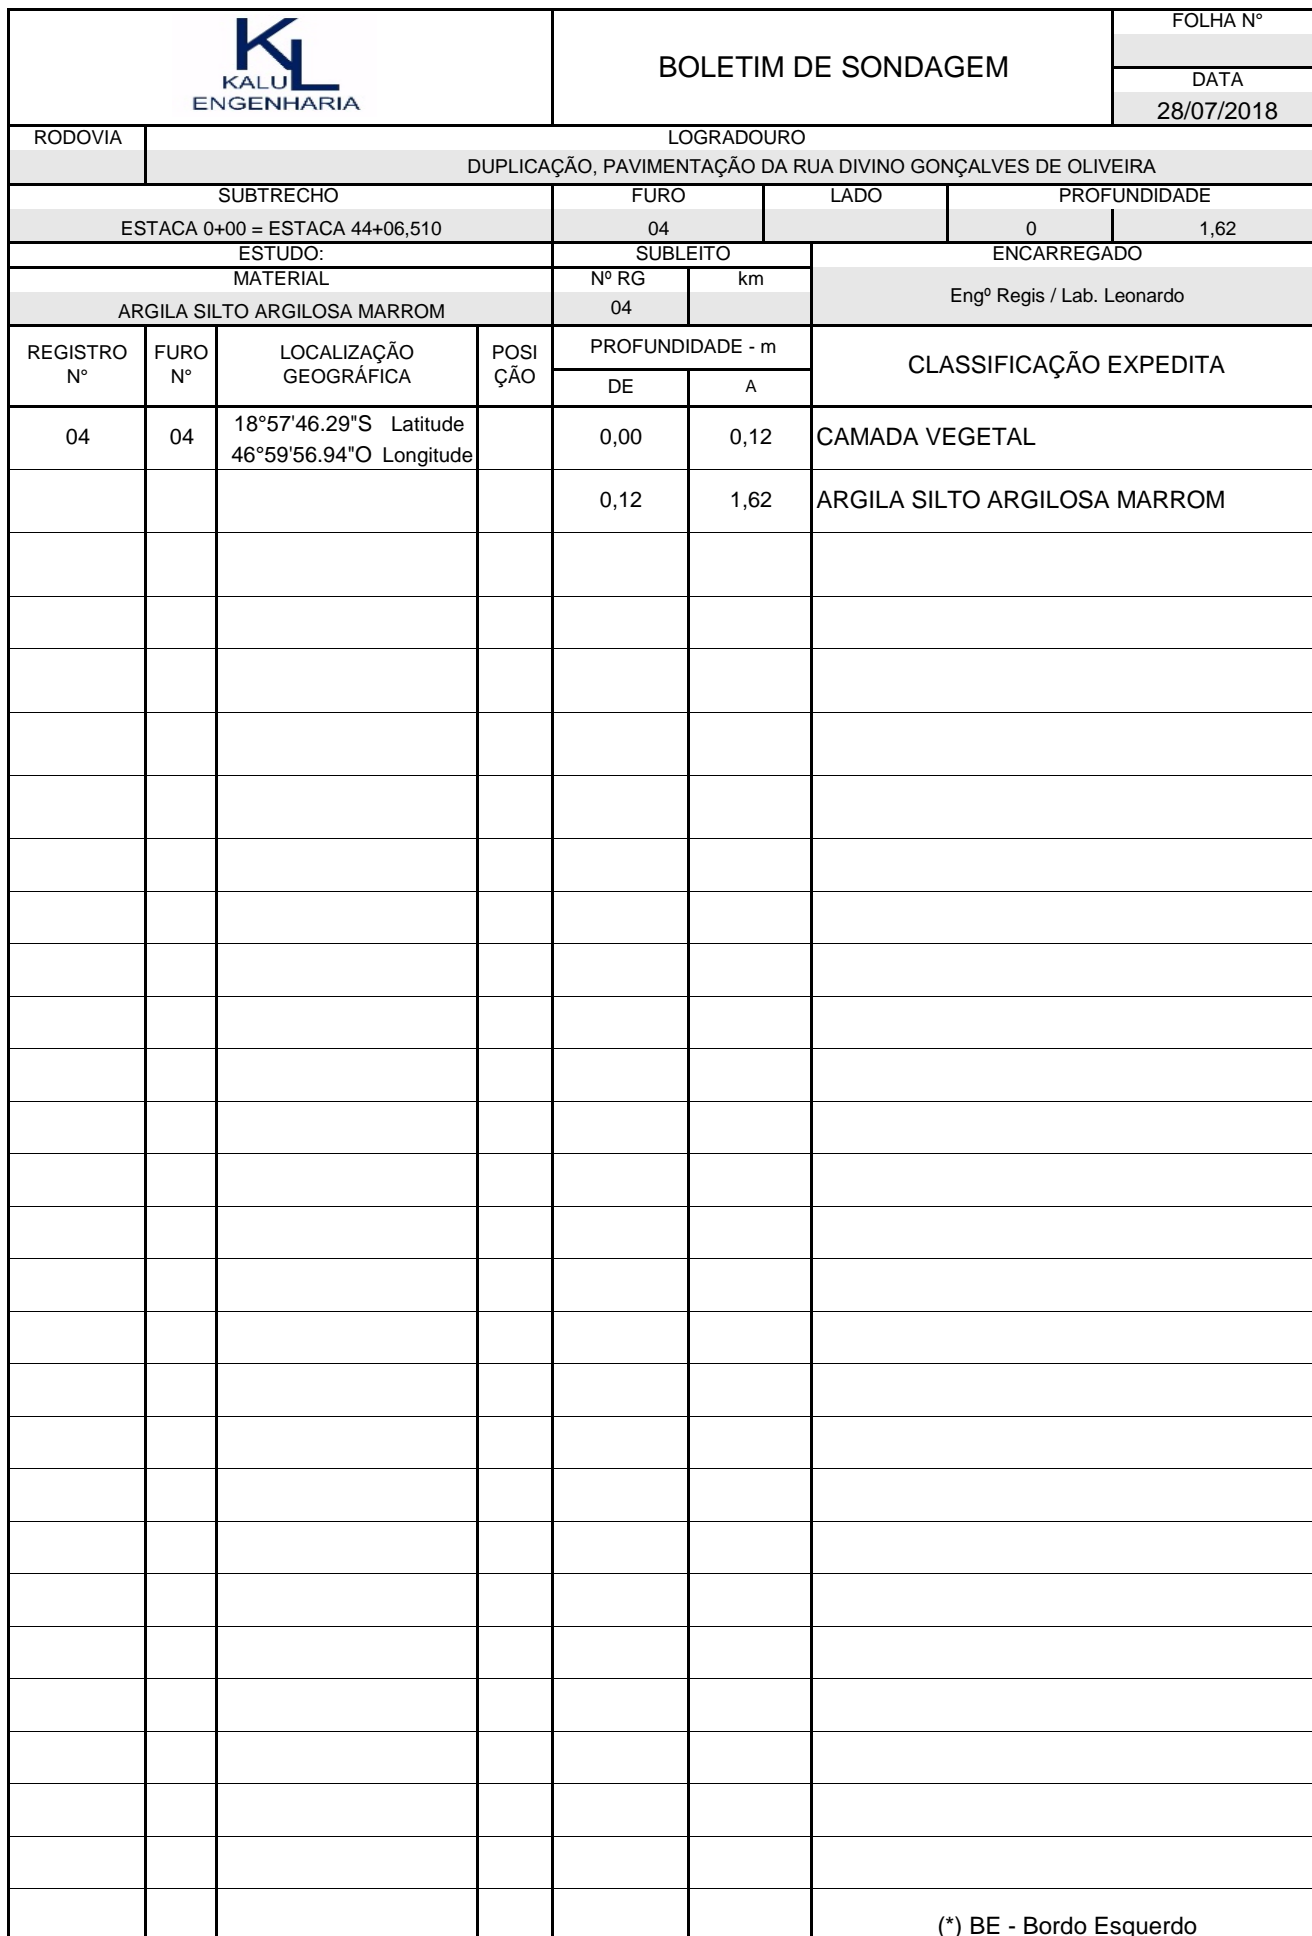 KL
KALU
ENGENHARIA
BOLETIM DE SONDAGEM
FOLHA N°
DATA
28/07/2018
RODOVIA LOGRADOURO
DUPLICAÇÃO, PAVIMENTAÇÃO DA RUA DIVINO GONÇALVES DE OLIVEIRA
SUBTRECHO FURO LADO PROFUNDIDADE
ESTACA 0+00 = ESTACA 44+06,510 04 0 1,62
ESTUDO: SUBLEITO ENCARREGADO
MATERIAL Nº RG km
ARGILA SILTO ARGILOSA MARROM 04 Engº Regis / Lab. Leonardo
REGISTRO N° FURO N° LOCALIZAÇÃO GEOGRÁFICA POSI ÇÃO PROFUNDIDADE - m CLASSIFICAÇÃO EXPEDITA
DE A
04 04 18°57'46.29"S Latitude 0,00 0,12 CAMADA VEGETAL
46°59'56.94"O Longitude
0,12 1,62 ARGILA SILTO ARGILOSA MARROM
(*) BE - Bordo Esquerdo